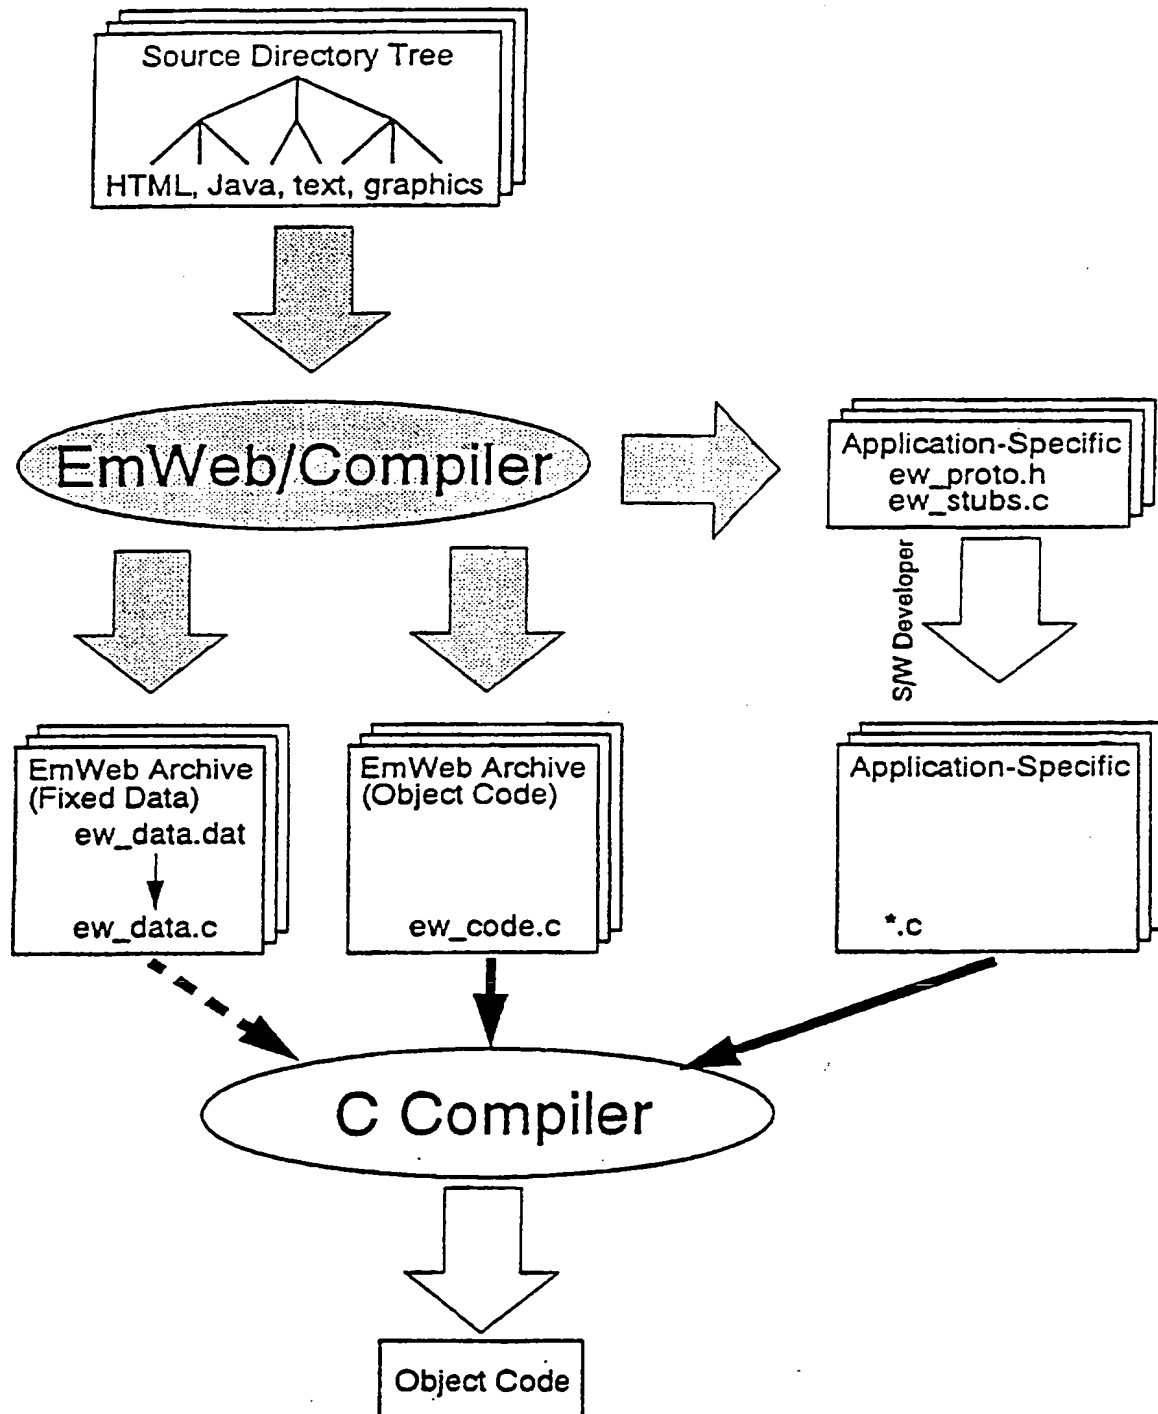 Source Directory Tree
HTML, Java, text, graphics
EmWeb/Compiler
Application-Specific
ew_proto.h
ew_stubs.c
S/W Developer
EmWeb Archive
(Fixed Data)
ew_data.dat
ew_data.c
EmWeb Archive
(Object Code)
ew_code.c
Application-Specific
*.c
C Compiler
Object Code